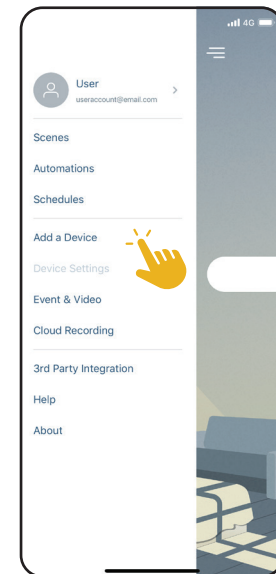 4G
User
useraccount@email.com
Scenes
Automations
Schedules
Add a Device
Device Settings
Event & Video
Cloud Recording
3rd Party Integration
Help
About